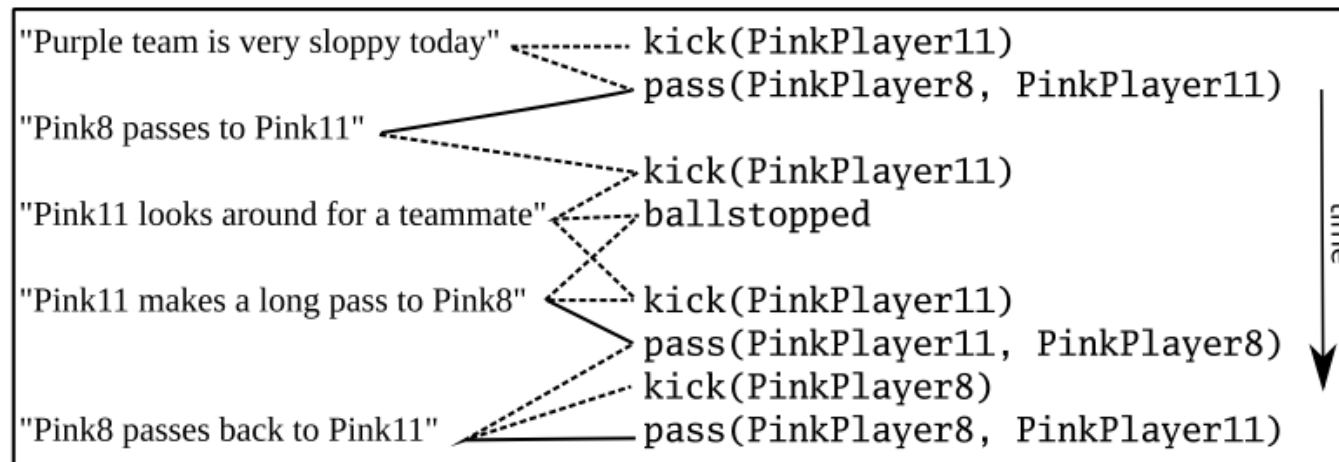 "Purple team is very sloppy today" kick(PinkPlayer11)
pass(PinkPlayer8, PinkPlayer11)
"Pink8 passes to Pink11"
kick(PinkPlayer11)
"Pink11 looks around for a teammate" ballstopped
"Pink11 makes a long pass to Pink8" kick(PinkPlayer11)
pass(PinkPlayer11, PinkPlayer8)
kick(PinkPlayer8)
"Pink8 passes back to Pink11" pass(PinkPlayer8, PinkPlayer11)
time